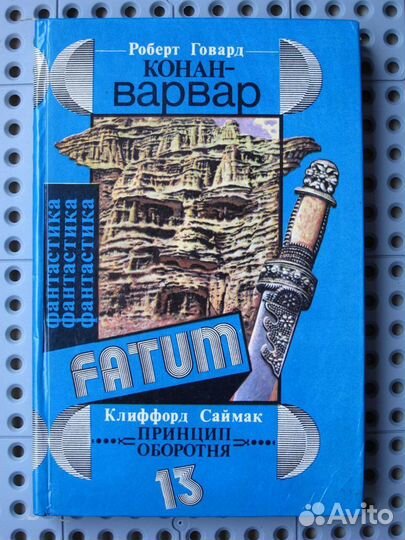 Роберт Говард
КОНАН-
ВАРВАР
фантастика
фантастика
фантастика
FATUM
Клиффорд Саймак
ПРИНЦИП
ОБОРОТНЯ
13
Avito